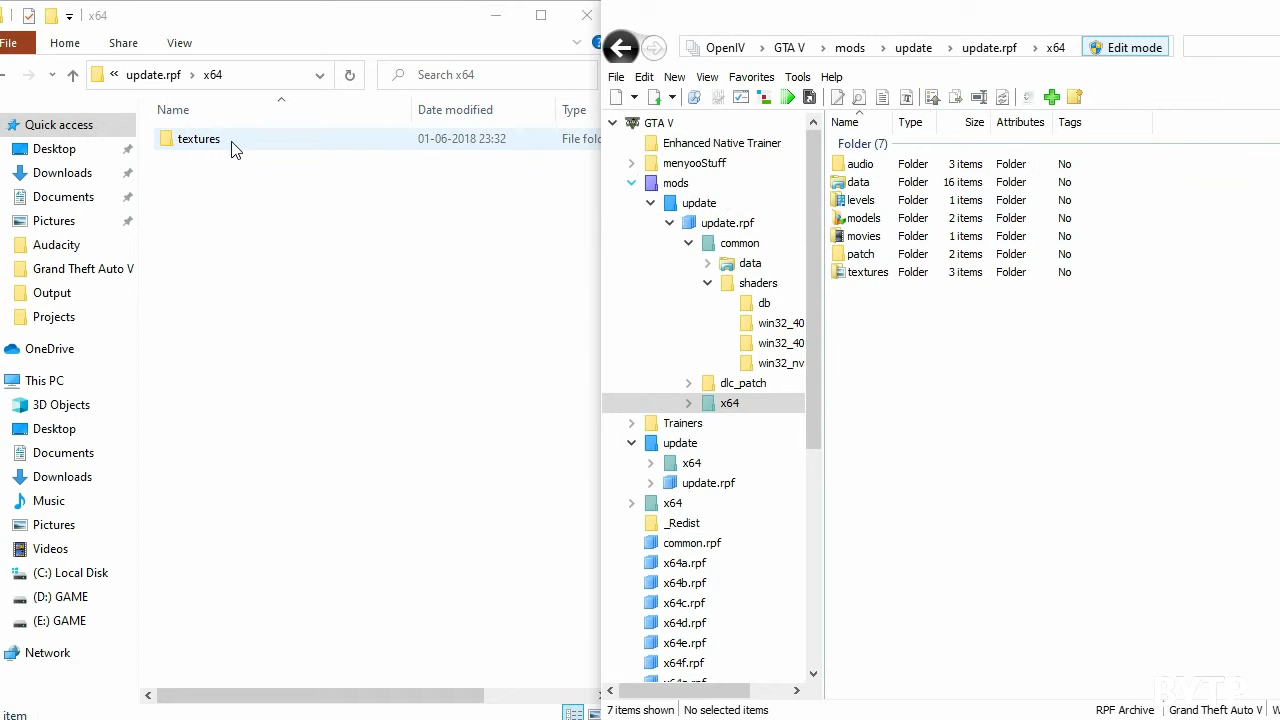 x64
File Home Share View
update.rpf x64 Search x64
Name Date modified Type
textures 01-06-2018 23:32 File fol
Quick access
Desktop
Downloads
Documents
Pictures
Audacity
Grand Theft Auto V
Output
Projects
OneDrive
This PC
3D Objects
Desktop
Documents
Downloads
Music
Pictures
Videos
(C:) Local Disk
(D:) GAME
(E:) GAME
Network
item
OpenIV GTA V mods update update.rpf x64 Edit mode
File Edit New View Favorites Tools Help
GTA V
Enhanced Native Trainer
menyooStuff
mods
update
update.rpf
common
data
shaders
db
win32_40
win32_40
win32_nv
dlc_patch
x64
Trainers
update
x64
update.rpf
x64
_Redist
common.rpf
x64a.rpf
x64b.rpf
x64c.rpf
x64d.rpf
x64e.rpf
x64f.rpf
Name Type Size Attributes Tags
Folder (7)
audio Folder 3 items Folder No
data Folder 16 items Folder No
levels Folder 1 items Folder No
models Folder 2 items Folder No
movies Folder 1 items Folder No
patch Folder 2 items Folder No
textures Folder 3 items Folder No
7 items shown No selected items RPF Archive Grand Theft Auto V W